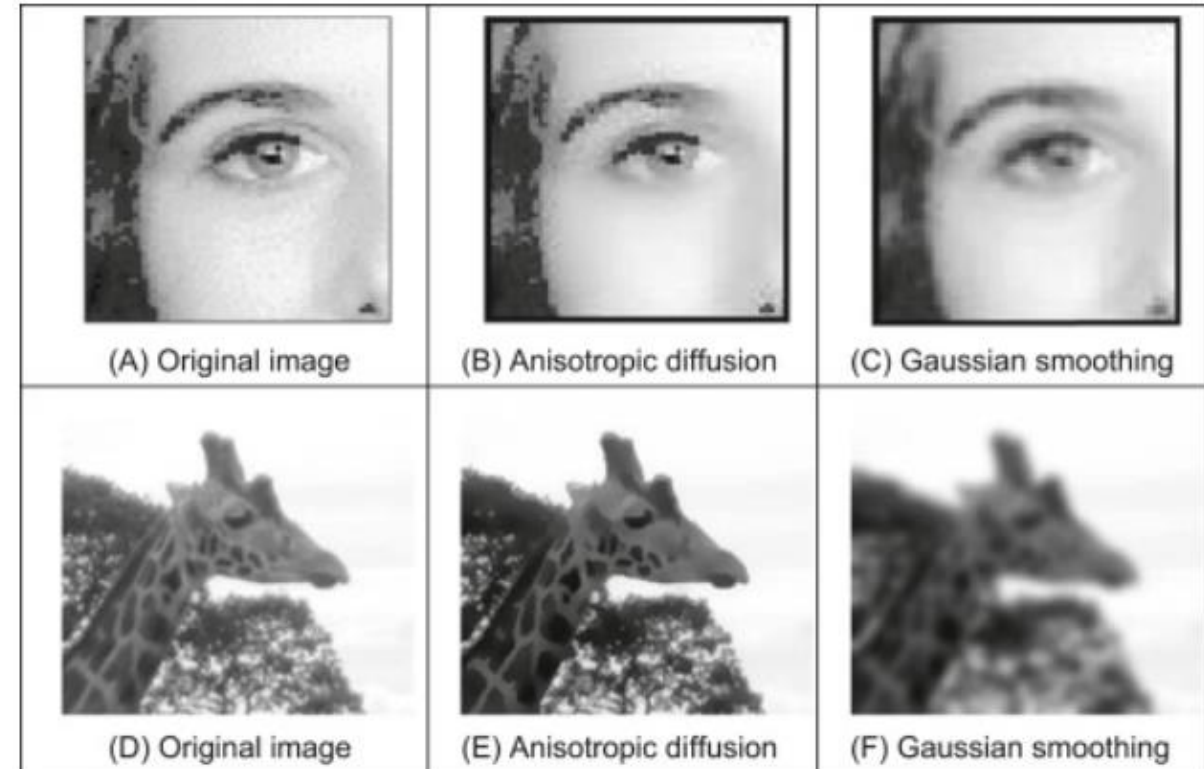 (A) Original image
(B) Anisotropic diffusion
(C) Gaussian smoothing
(D) Original image
(E) Anisotropic diffusion
(F) Gaussian smoothing